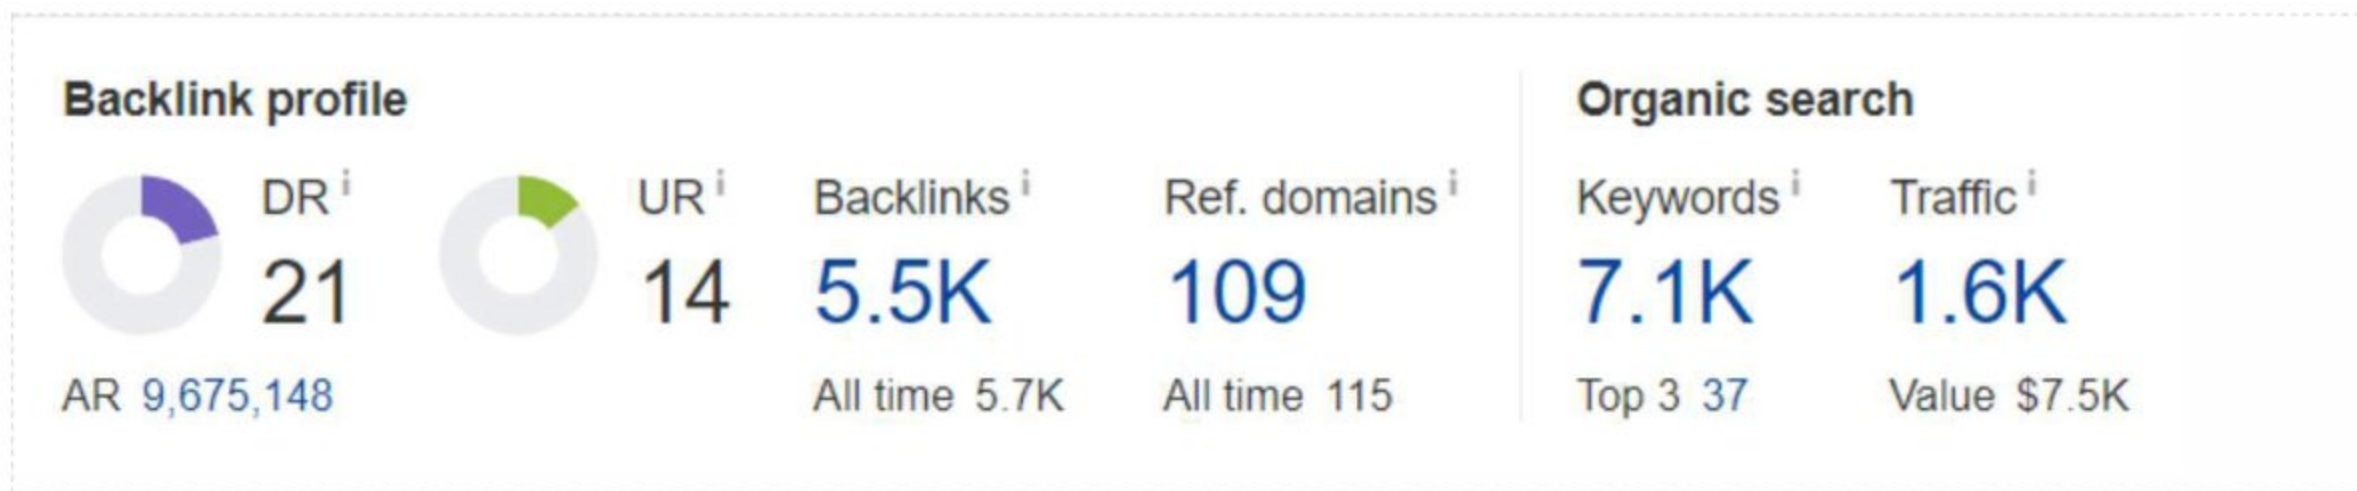 Backlink profile
Organic search
DR i
UR i
Backlinks i
Ref. domains i
Keywords i
Traffic i
21
14
5.5K
109
7.1K
1.6K
AR 9,675,148
All time 5.7K
All time 115
Top 3 37
Value $7.5K